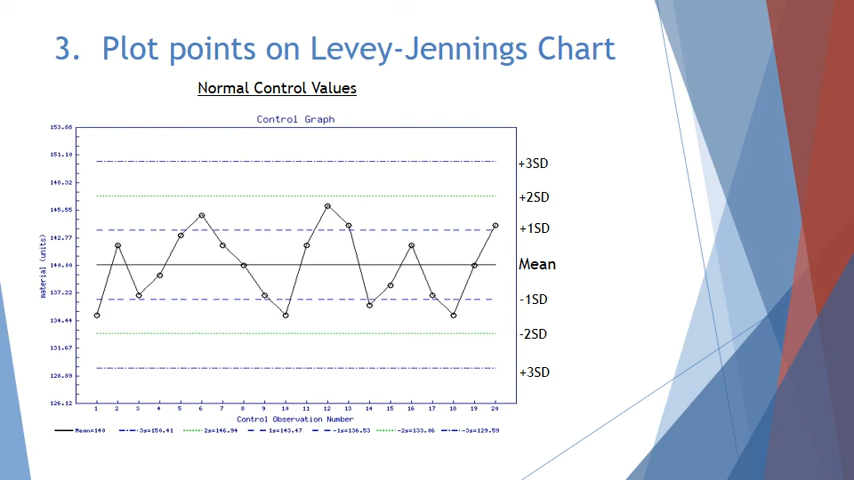 3. Plot points on Levey-Jennings Chart
Normal Control Values
Control Graph
153.88
151.10
148.32
145.55
142.77
140.00
137.22
134.44
131.67
128.89
126.12
material (units)
+3SD
+2SD
+1SD
Mean
-1SD
-2SD
+3SD
1 2 3 4 5 6 7 8 9 10 11 12 13 14 15 16 17 18 19 20
Control Observation Number
Mean=140 3s=150.41 2s=146.94 1s=143.47 -1s=136.53 -2s=133.06 -3s=129.59